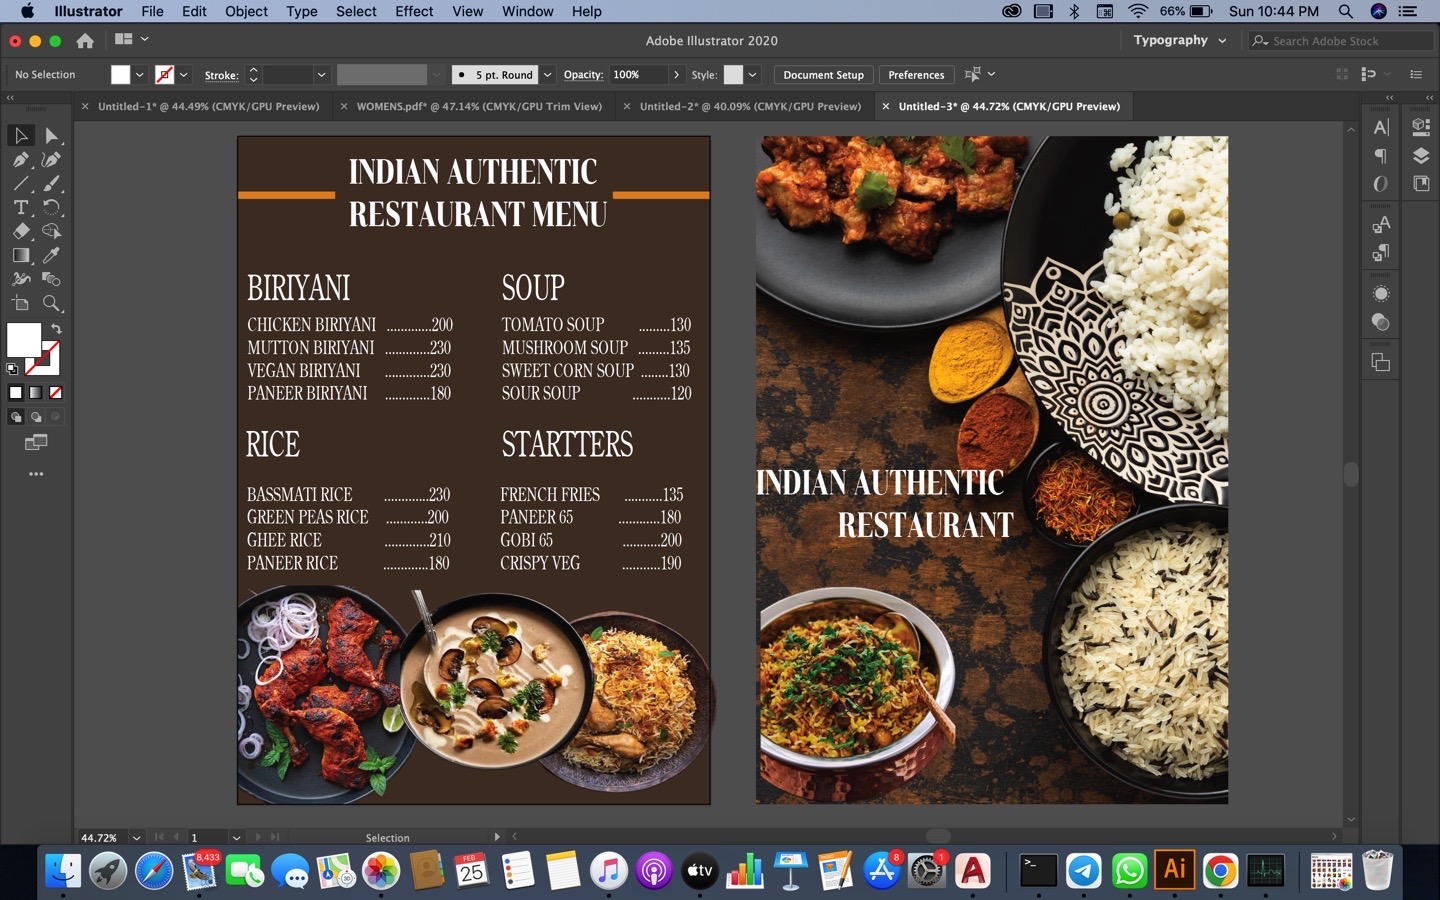 Illustrator File Edit Object Type Select Effect View Window Help 66% Sun 10:44 PM
Adobe Illustrator 2020 Typography Search Adobe Stock
No Selection Stroke: 5 pt. Round Opacity: 100% Style: Document Setup Preferences
Untitled-1* @ 44.49% (CMYK/GPU Preview) WOMENS.pdf* @ 47.14% (CMYK/GPU Trim View) Untitled-2* @ 40.09% (CMYK/GPU Preview) Untitled-3* @ 44.72% (CMYK/GPU Preview)
INDIAN AUTHENTIC
RESTAURANT MENU
BIRIYANI
CHICKEN BIRIYANI .............200
MUTTON BIRIYANI .............230
VEGAN BIRIYANI .............230
PANEER BIRIYANI .............180
SOUP
TOMATO SOUP .........130
MUSHROOM SOUP .........135
SWEET CORN SOUP ........130
SOUR SOUP ...........120
RICE
BASSMATI RICE .............230
GREEN PEAS RICE ............200
GHEE RICE .............210
PANEER RICE .............180
STARTTERS
FRENCH FRIES ...........135
PANEER 65 ............180
GOBI 65 ...........200
CRISPY VEG ...........190
INDIAN AUTHENTIC
RESTAURANT
44.72% 1 Selection
8,433
FEB
25
30
tv
8
1
Ai